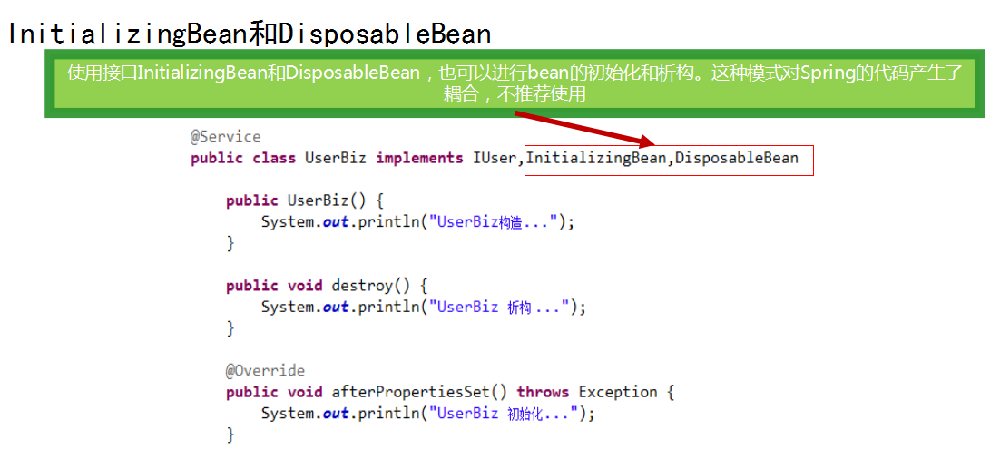 InitializingBean和DisposableBean
使用接口InitializingBean和DisposableBean，也可以进行bean的初始化和析构。这种模式对Spring的代码产生了
耦合，不推荐使用
@Service
public class UserBiz implements IUser,InitializingBean,DisposableBean
public UserBiz() {
System.out.println("UserBiz构造...");
}
public void destroy() {
System.out.println("UserBiz 析构 ...");
}
@Override
public void afterPropertiesSet() throws Exception {
System.out.println("UserBiz 初始化...");
}